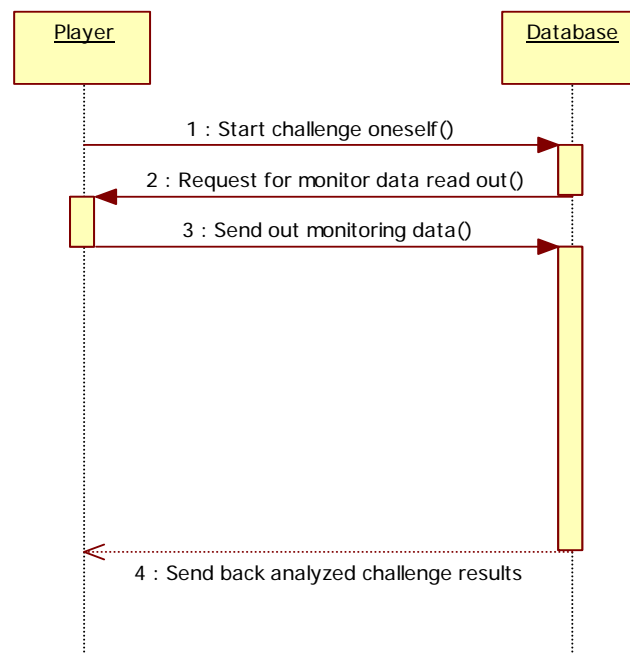 Player
Database
1 : Start challenge oneself()
2 : Request for monitor data read out()
3 : Send out monitoring data()
4 : Send back analyzed challenge results